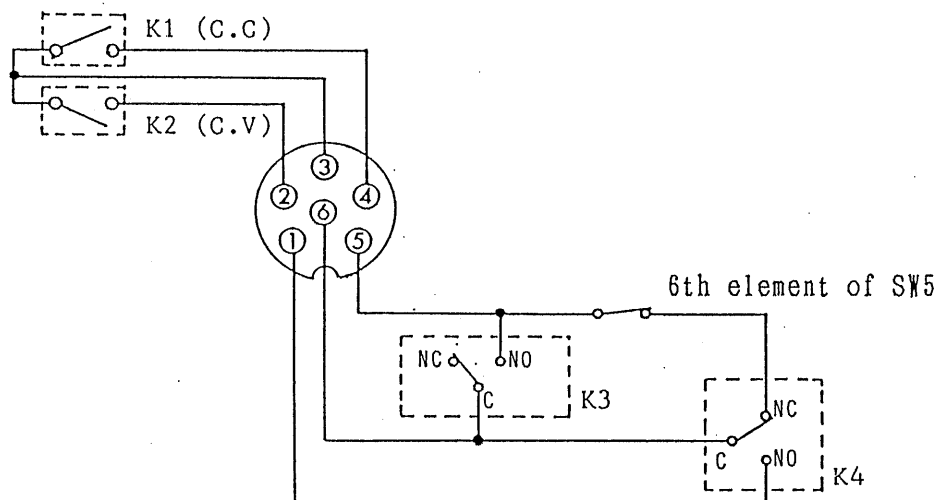 K1 (C.C)
K2 (C.V)
3
2
4
6
1
5
6th element of SW5
NC
NO
C
K3
NC
C
NO
K4